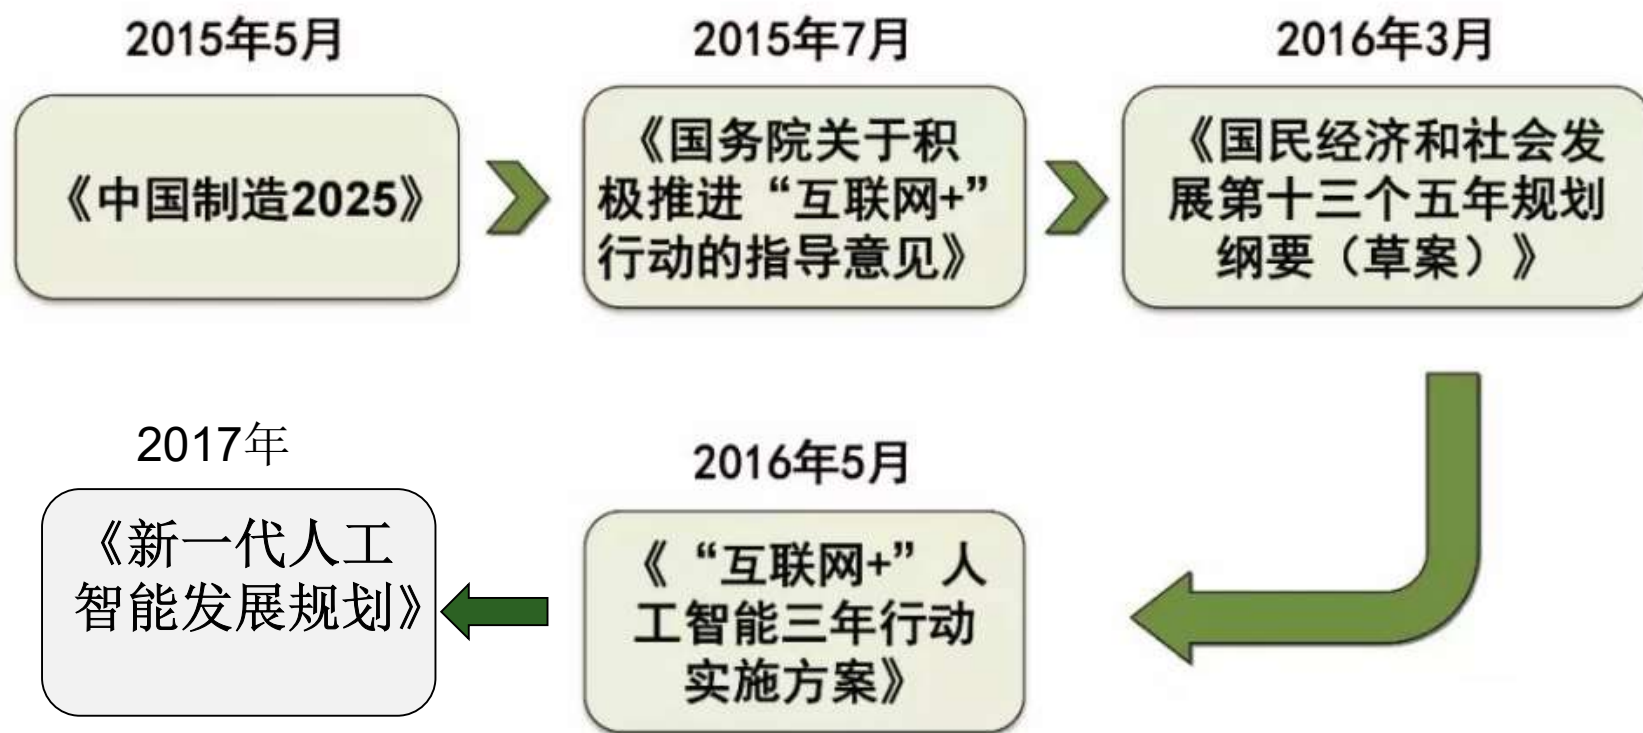 2015年5月
《中国制造2025》
2015年7月
《国务院关于积
极推进“互联网+”
行动的指导意见》
2016年3月
《国民经济和社会发
展第十三个五年规划
纲要（草案）》
2016年5月
《“互联网+”人
工智能三年行动
实施方案》
2017年
《新一代人工
智能发展规划》